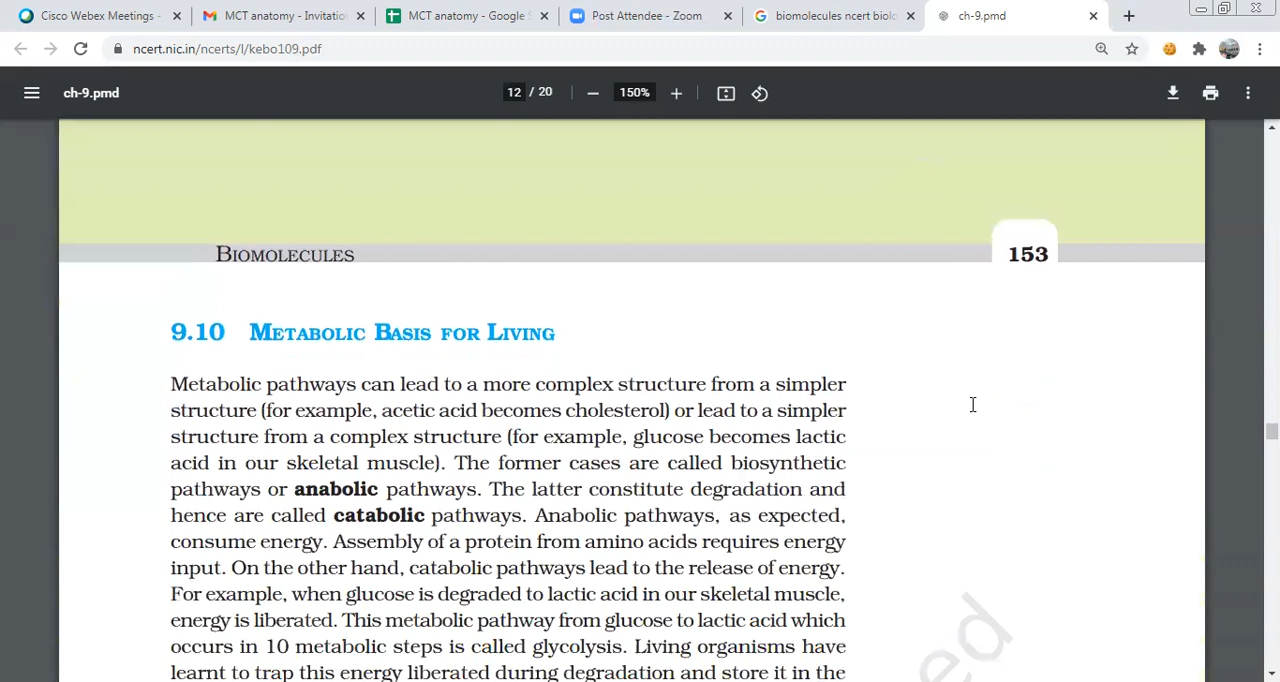 Cisco Webex Meetings -
MCT anatomy - Invitatio
MCT anatomy - Google S
Post Attendee - Zoom
biomolecules ncert biolo
ch-9.pmd
ncert.nic.in/ncerts/l/kebo109.pdf
ch-9.pmd
12 / 20
150%
BIOMOLECULES
153
9.10 METABOLIC BASIS FOR LIVING
Metabolic pathways can lead to a more complex structure from a simpler
structure (for example, acetic acid becomes cholesterol) or lead to a simpler
structure from a complex structure (for example, glucose becomes lactic
acid in our skeletal muscle). The former cases are called biosynthetic
pathways or anabolic pathways. The latter constitute degradation and
hence are called catabolic pathways. Anabolic pathways, as expected,
consume energy. Assembly of a protein from amino acids requires energy
input. On the other hand, catabolic pathways lead to the release of energy.
For example, when glucose is degraded to lactic acid in our skeletal muscle,
energy is liberated. This metabolic pathway from glucose to lactic acid which
occurs in 10 metabolic steps is called glycolysis. Living organisms have
learnt to trap this energy liberated during degradation and store it in the
ed